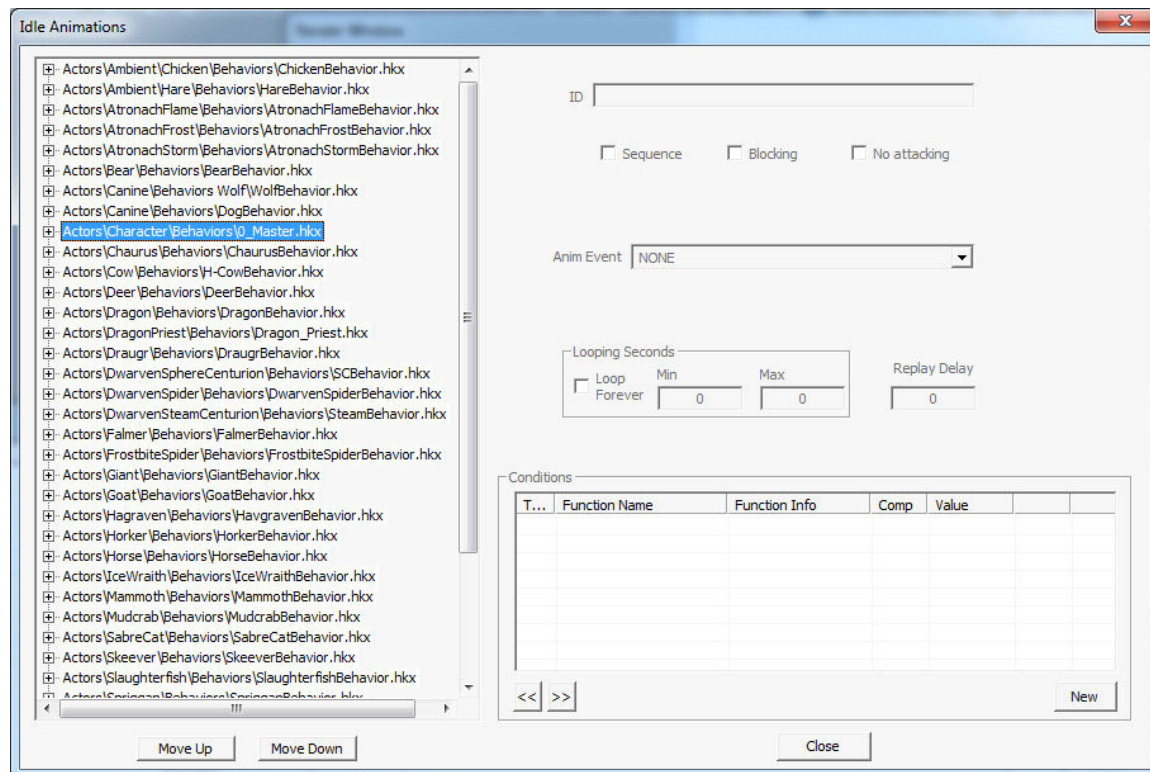 Idle Animations
Render Window
Actors\Ambient\Chicken\Behaviors\ChickenBehavior.hkx
Actors\Ambient\Hare\Behaviors\HareBehavior.hkx
Actors\AtronachFlame\Behaviors\AtronachFlameBehavior.hkx
Actors\AtronachFrost\Behaviors\AtronachFrostBehavior.hkx
Actors\AtronachStorm\Behaviors\AtronachStormBehavior.hkx
Actors\Bear\Behaviors\BearBehavior.hkx
Actors\Canine\Behaviors Wolf\WolfBehavior.hkx
Actors\Canine\Behaviors\DogBehavior.hkx
Actors\Character\Behaviors\0_Master.hkx
Actors\Chaurus\Behaviors\ChaurusBehavior.hkx
Actors\Cow\Behaviors\H-CowBehavior.hkx
Actors\Deer\Behaviors\DeerBehavior.hkx
Actors\Dragon\Behaviors\DragonBehavior.hkx
Actors\DragonPriest\Behaviors\Dragon_Priest.hkx
Actors\Draugr\Behaviors\DraugrBehavior.hkx
Actors\DwarvenSphereCenturion\Behaviors\SCBehavior.hkx
Actors\DwarvenSpider\Behaviors\DwarvenSpiderBehavior.hkx
Actors\DwarvenSteamCenturion\Behaviors\SteamBehavior.hkx
Actors\Falmer\Behaviors\FalmerBehavior.hkx
Actors\FrostbiteSpider\Behaviors\FrostbiteSpiderBehavior.hkx
Actors\Giant\Behaviors\GiantBehavior.hkx
Actors\Goat\Behaviors\GoatBehavior.hkx
Actors\Hagraven\Behaviors\HavgravenBehavior.hkx
Actors\Horker\Behaviors\HorkerBehavior.hkx
Actors\Horse\Behaviors\HorseBehavior.hkx
Actors\IceWraith\Behaviors\IceWraithBehavior.hkx
Actors\Mammoth\Behaviors\MammothBehavior.hkx
Actors\Mudcrab\Behaviors\MudcrabBehavior.hkx
Actors\SabreCat\Behaviors\SabreCatBehavior.hkx
Actors\Skeever\Behaviors\SkeeverBehavior.hkx
Actors\Slaughterfish\Behaviors\SlaughterfishBehavior.hkx
Actors\Spriggan\Behaviors\SprigganBehavior.hkx
Move Up Move Down
ID
Sequence Blocking No attacking
Anim Event NONE
Looping Seconds
Loop Forever
Min Max Replay Delay
0 0 0
Conditions
T... Function Name Function Info Comp Value
<< >> New
Close